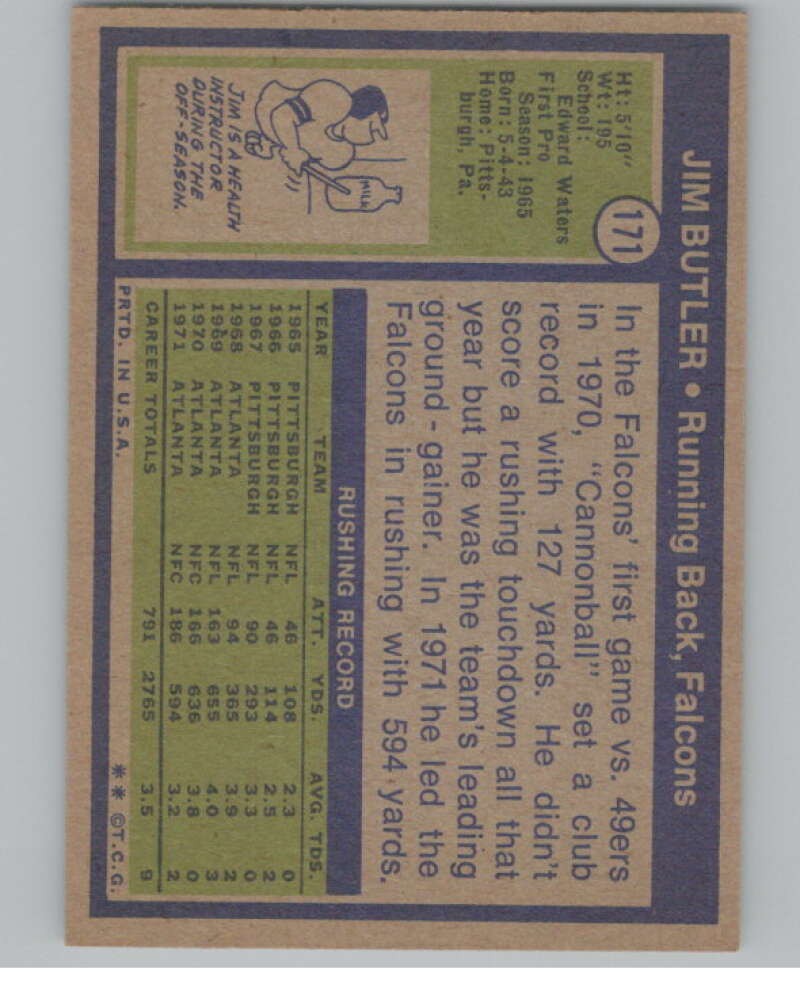 JIM BUTLER • Running Back, Falcons
171
Ht: 5'10"
Wt: 195
School:
Edward Waters
First Pro
Season: 1965
Born: 5-4-43
Home: Pitts-
burgh, Pa.
MILK
JIM IS A HEALTH
INSTRUCTOR
DURING THE
OFF-SEASON.
In the Falcons' first game vs. 49ers
in 1970, "Cannonball" set a club
record with 127 yards. He didn't
score a rushing touchdown all that
year but he was the team's leading
ground-gainer. In 1971 he led the
Falcons in rushing with 594 yards.
RUSHING RECORD
YEAR TEAM ATT. YDS. AVG. TDS.
1965 PITTSBURGH NFL 46 108 2.3 0
1966 PITTSBURGH NFL 46 114 2.5 2
1967 PITTSBURGH NFL 90 293 3.3 0
1968 ATLANTA NFL 94 365 3.9 2
1969 ATLANTA NFL 163 655 4.0 3
1970 ATLANTA NFC 166 636 3.8 0
1971 ATLANTA NFC 186 594 3.2 2
CAREER TOTALS 791 2765 3.5 9
PRTD. IN U.S.A. ** ©T.C.G.